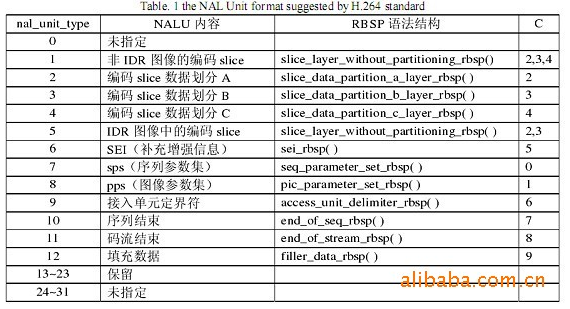 Table. 1 the NAL Unit format suggested by H.264 standard
nal_unit_type NALU 内容 RBSP 语法结构 C
0 未指定
1 非 IDR 图像的编码 slice slice_layer_without_partitioning_rbsp() 2,3,4
2 编码 slice 数据划分 A slice_data_partition_a_layer_rbsp( ) 2
3 编码 slice 数据划分 B slice_data_partition_b_layer_rbsp( ) 3
4 编码 slice 数据划分 C slice_data_partition_c_layer_rbsp( ) 4
5 IDR 图像中的编码 slice slice_layer_without_partitioning_rbsp( ) 2,3
6 SEI（补充增强信息） sei_rbsp( ) 5
7 sps（序列参数集） seq_parameter_set_rbsp( ) 0
8 pps（图像参数集） pic_parameter_set_rbsp( ) 1
9 接入单元定界符 access_unit_delimiter_rbsp( ) 6
10 序列结束 end_of_seq_rbsp( ) 7
11 码流结束 end_of_stream_rbsp( ) 8
12 填充数据 filler_data_rbsp( ) 9
13~23 保留
24~31 未指定
alibaba.com.cn